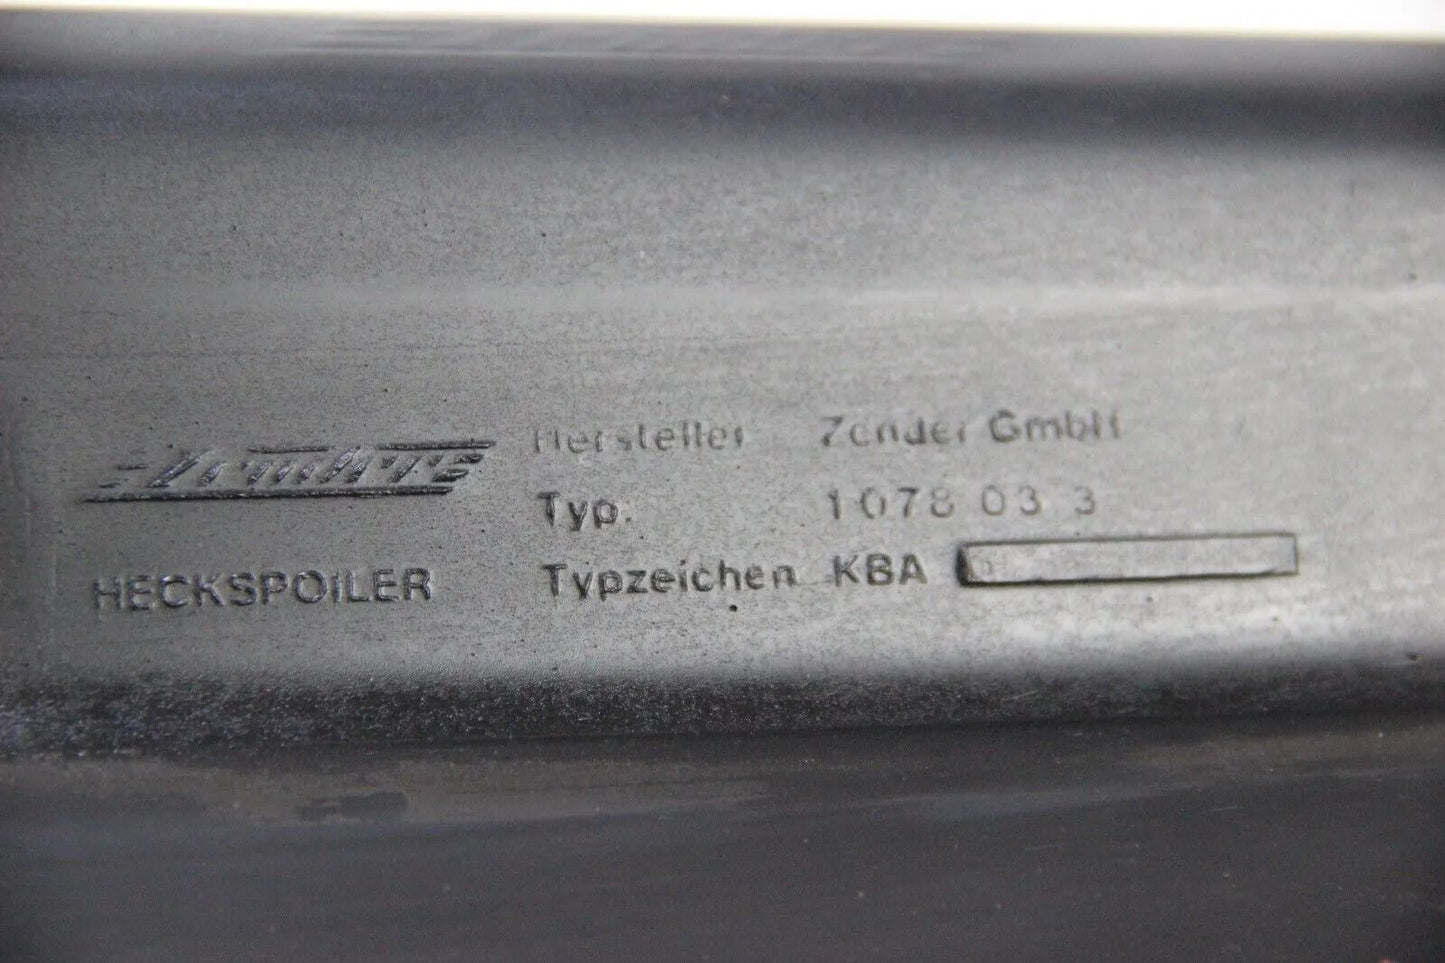 Hersteller Zender GmbH
Typ. 1078 03 3
HECKSPOILER Typzeichen KBA